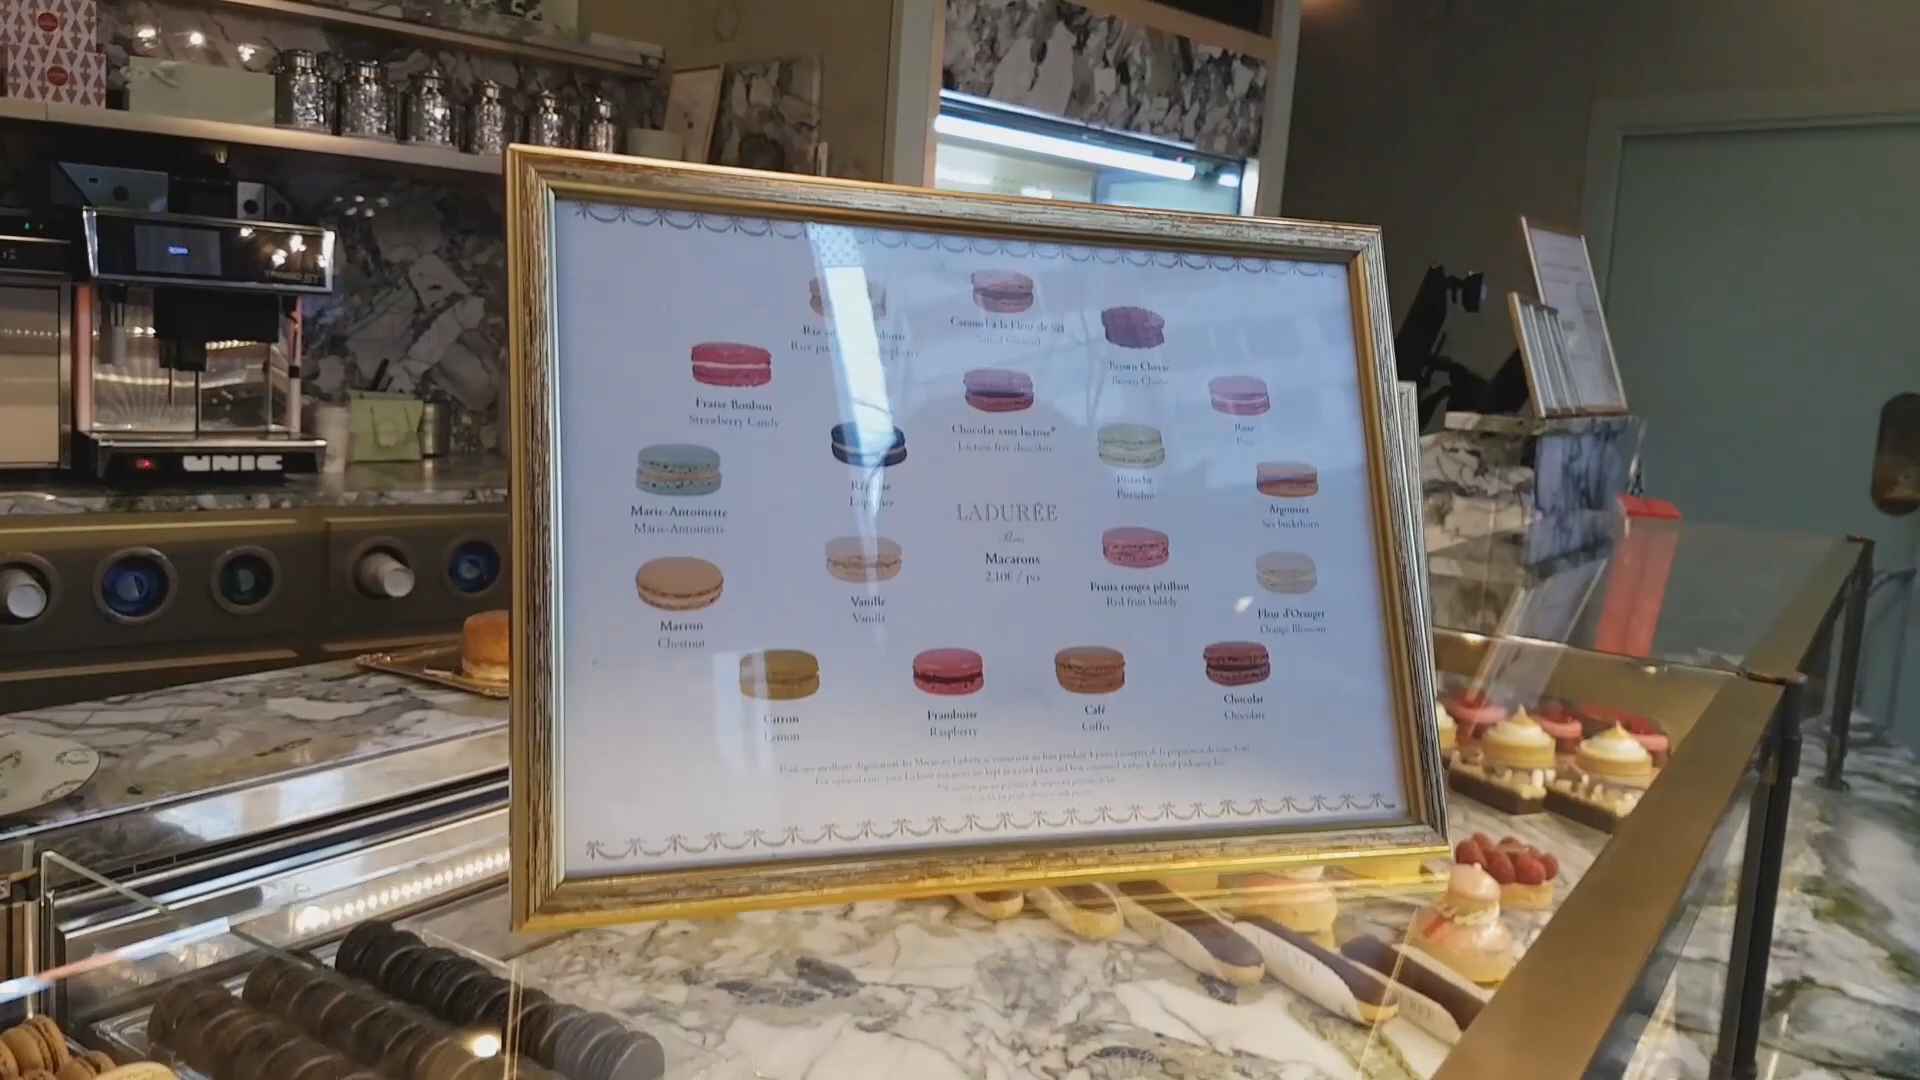 Caramel à la Fleur de Sel
Salted Caramel
Brown Cheese
Brown Cheese
Fraise Bonbon
Strawberry Candy
Chocolat sans lactose*
Lactose free chocolate
Rose
Rose
Pistache
Pistachio
Marie-Antoinette
Marie-Antoinette
Argousier
Sea buckthorn
LADURÉE
Paris
Macarons
2,10€ / pcs
Vanille
Vanilla
Fruits rouges pétillant
Red fruit bubbly
Fleur d'Oranger
Orange Blossom
Marron
Chestnut
Citron
Lemon
Framboise
Raspberry
Café
Coffee
Chocolat
Chocolate
UNIC